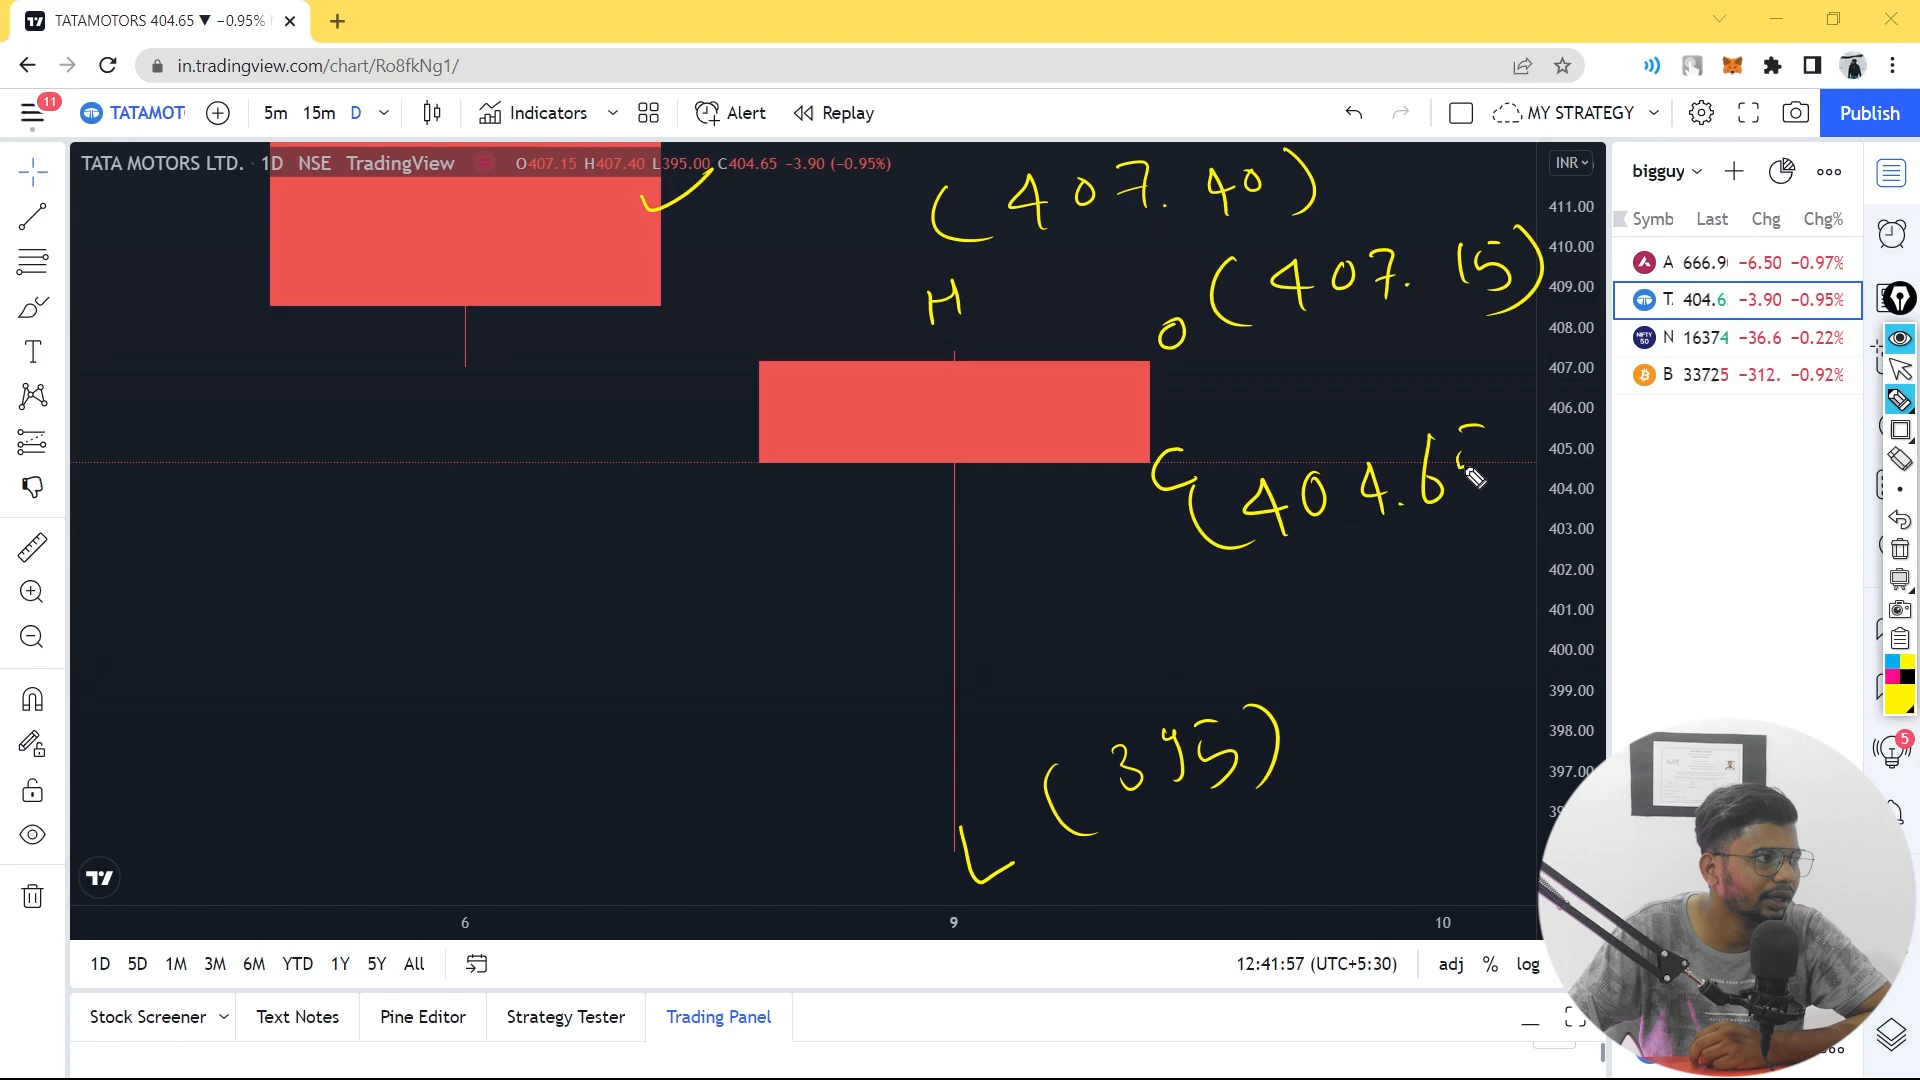 TATAMOTORS 404.65 ▼ −0.95%
in.tradingview.com/chart/Ro8fkNg1/
11
TATAMOT
5m 15m D
Indicators
Alert
Replay
MY STRATEGY
Publish
TATA MOTORS LTD. · 1D NSE TradingView
O407.15 H407.40 L395.00 C404.65 −3.90 (−0.95%)
INR
bigguy
(407.40)
(407.15)
H
O
C
(404.65
(395)
L
411.00
410.00
409.00
408.00
407.00
406.00
405.00
404.00
403.00
402.00
401.00
400.00
399.00
398.00
397.00
Symb Last Chg Chg%
A 666.9 −6.50 −0.97%
T. 404.6 −3.90 −0.95%
NIFTY 50 N 16374 −36.6 −0.22%
B 33725 −312. −0.92%
5
6 9 10
1D 5D 1M 3M 6M YTD 1Y 5Y All
12:41:57 (UTC+5:30)
adj % log
Stock Screener
Text Notes
Pine Editor
Strategy Tester
Trading Panel